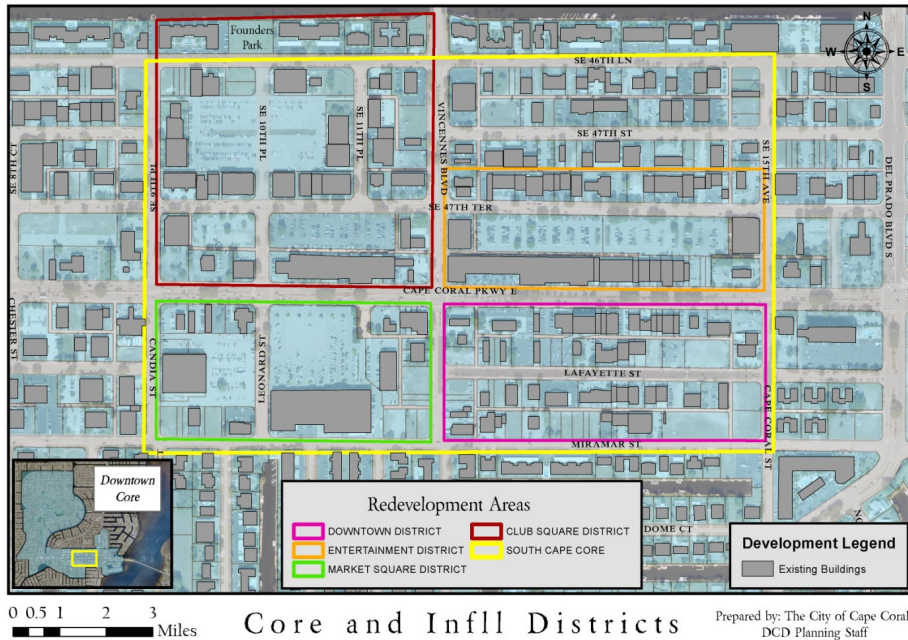 Founders
Park
N
W
E
S
SE 46TH LN
SE 10TH PL
SE 11TH PL
VINCENNES BLVD
SE 47TH ST
SE 8TH CT
SE 15TH AVE
DEL PRADO BLVD S
SE 47TH TER
CAPE CORAL PKWY E
CHESTER ST
CANDIA ST
LEONARD ST
LAFAYETTE ST
CAPE CORAL ST
MIRAMAR ST
Downtown
Core
Redevelopment Areas
DOWNTOWN DISTRICT
CLUB SQUARE DISTRICT
ENTERTAINMENT DISTRICT
SOUTH CAPE CORE
MARKET SQUARE DISTRICT
DOME CT
Development Legend
Existing Buildings
0 0.5 1 2 3
Miles
Core and Infll Districts
Prepared by: The City of Cape Coral
DCD Planning Staff